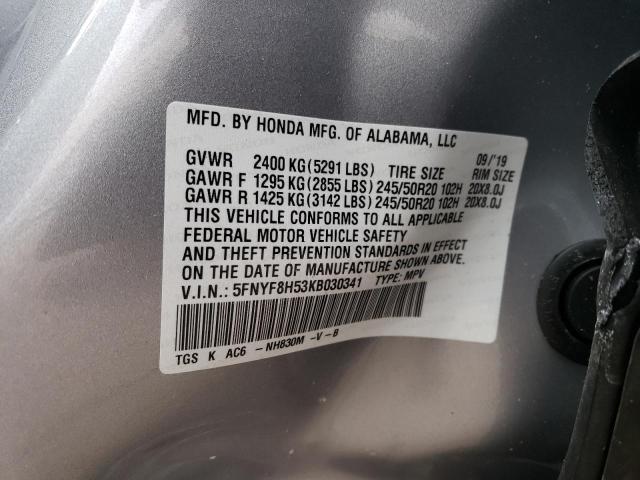 MFD. BY HONDA MFG. OF ALABAMA, LLC
09/'19
GVWR 2400 KG(5291 LBS) TIRE SIZE RIM SIZE
GAWR F 1295 KG(2855 LBS) 245/50R20 102H 20X8.0J
GAWR R 1425 KG(3142 LBS) 245/50R20 102H 20X8.0J
THIS VEHICLE CONFORMS TO ALL APPLICABLE
FEDERAL MOTOR VEHICLE SAFETY
AND THEFT PREVENTION STANDARDS IN EFFECT
ON THE DATE OF MANUFACTURE SHOWN ABOVE.
V.I.N.: 5FNYF8H53KB030341 TYPE: MPV
TGS K AC6 -NH830M -V-B